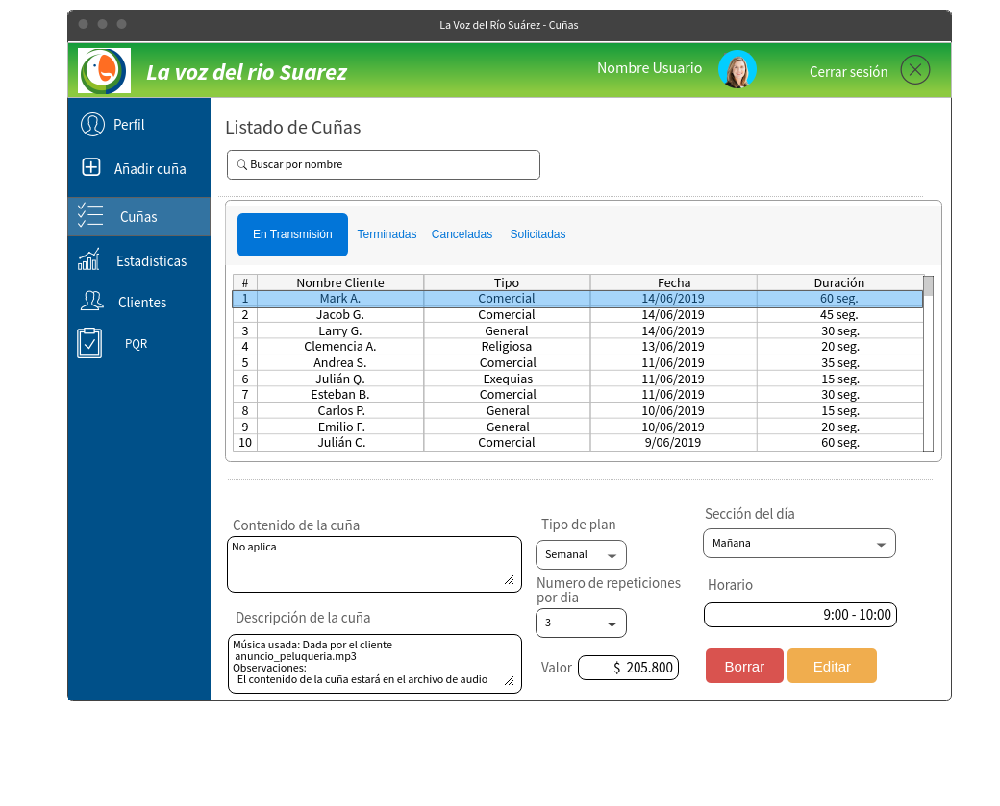 La Voz del Río Suárez - Cuñas
La voz del rio Suarez
Nombre Usuario
Cerrar sesión
Perfil
Añadir cuña
Cuñas
Estadisticas
Clientes
PQR
Listado de Cuñas
Buscar por nombre
En Transmisión Terminadas Canceladas Solicitadas
# Nombre Cliente Tipo Fecha Duración
1 Mark A. Comercial 14/06/2019 60 seg.
2 Jacob G. Comercial 14/06/2019 45 seg.
3 Larry G. General 14/06/2019 30 seg.
4 Clemencia A. Religiosa 13/06/2019 20 seg.
5 Andrea S. Comercial 11/06/2019 35 seg.
6 Julián Q. Exequias 11/06/2019 15 seg.
7 Esteban B. Comercial 11/06/2019 30 seg.
8 Carlos P. General 10/06/2019 15 seg.
9 Emilio F. General 10/06/2019 20 seg.
10 Julián C. Comercial 9/06/2019 60 seg.
Contenido de la cuña
No aplica
Descripción de la cuña
Música usada: Dada por el cliente
anuncio_peluqueria.mp3
Observaciones:
El contenido de la cuña estará en el archivo de audio
Tipo de plan
Semanal
Numero de repeticiones
por dia
3
Valor $ 205.800
Sección del día
Mañana
Horario
9:00 - 10:00
Borrar Editar